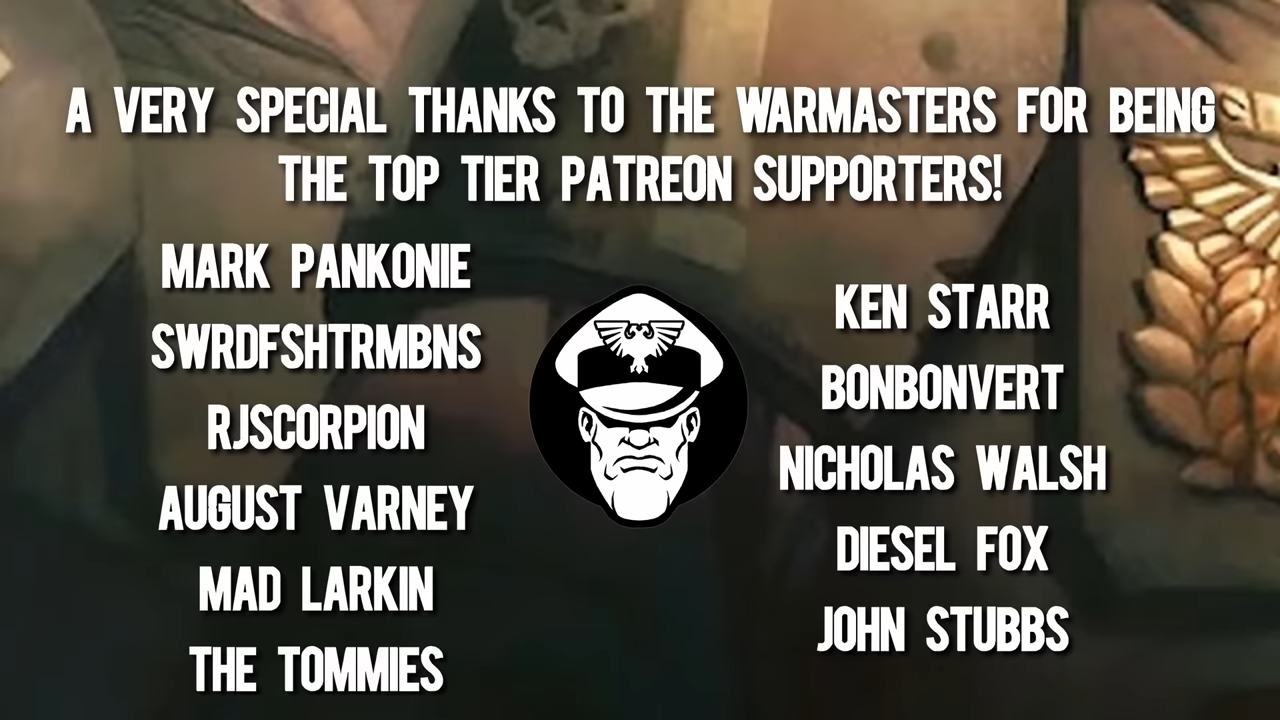 A VERY SPECIAL THANKS TO THE WARMASTERS FOR BEING
THE TOP TIER PATREON SUPPORTERS!
MARK PANKONIE
SWRDFSHTRMBNS
RJSCORPION
AUGUST VARNEY
MAD LARKIN
THE TOMMIES
KEN STARR
BONBONVERT
NICHOLAS WALSH
DIESEL FOX
JOHN STUBBS